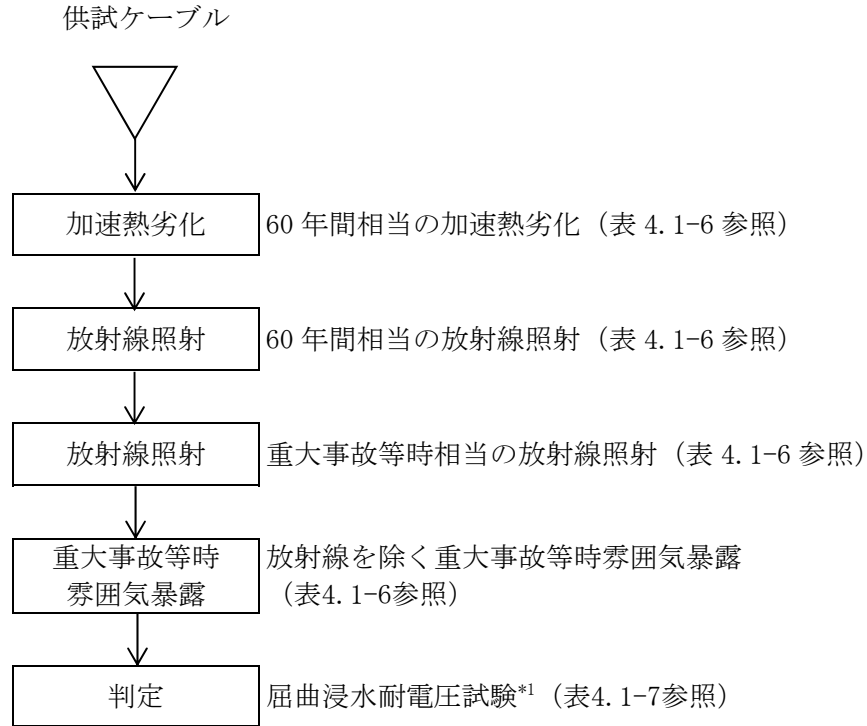 供試ケーブル
加速熱劣化 60 年間相当の加速熱劣化（表 4.1-6 参照）
放射線照射 60 年間相当の放射線照射（表 4.1-6 参照）
放射線照射 重大事故等時相当の放射線照射（表 4.1-6 参照）
重大事故等時 放射線を除く重大事故等時雰囲気暴露
雰囲気暴露 （表4.1-6参照）
判定 屈曲浸水耐電圧試験*1（表4.1-7参照）